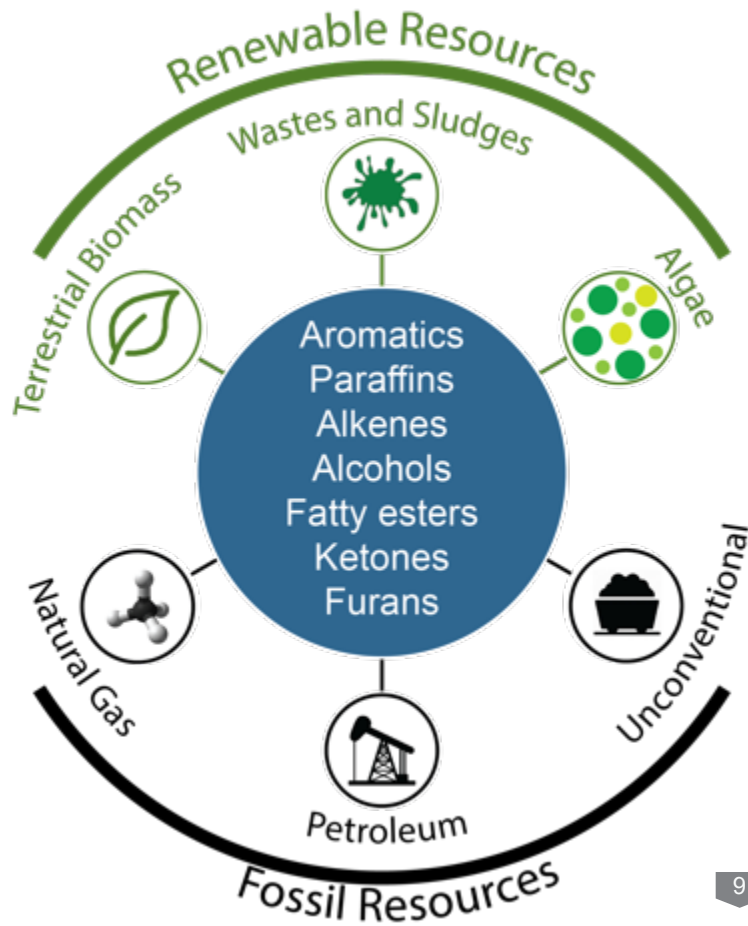 Renewable Resources
Wastes and Sludges
Terrestrial Biomass
Algae
Aromatics
Paraffins
Alkenes
Alcohols
Fatty esters
Ketones
Furans
Natural Gas
Unconventional
Petroleum
Fossil Resources
9